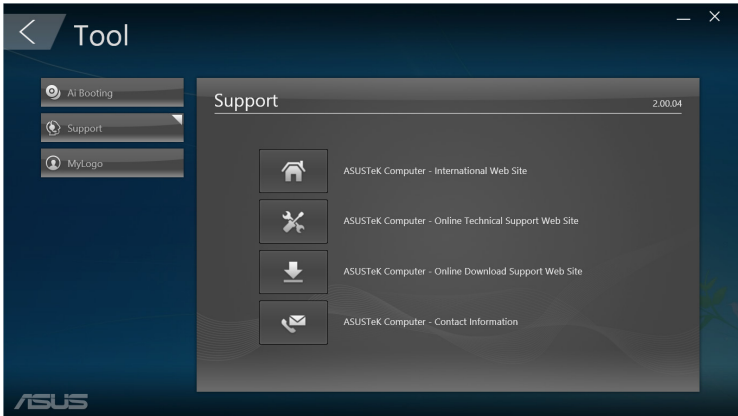 Tool
Ai Booting
Support
MyLogo
Support
2.00.04
ASUSTeK Computer - International Web Site
ASUSTeK Computer - Online Technical Support Web Site
ASUSTeK Computer - Online Download Support Web Site
ASUSTeK Computer - Contact Information
ASUS